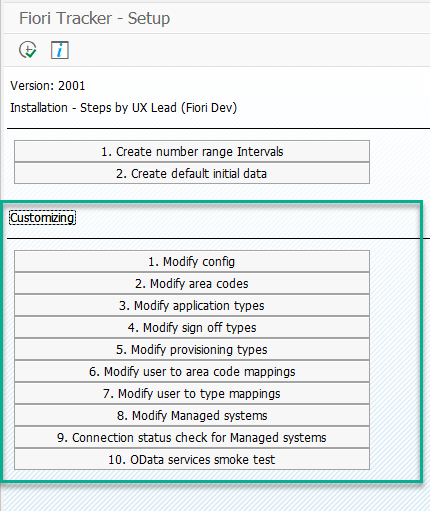 Fiori Tracker - Setup
Version: 2001
Installation - Steps by UX Lead (Fiori Dev)
1. Create number range Intervals
2. Create default initial data
Customizing
1. Modify config
2. Modify area codes
3. Modify application types
4. Modify sign off types
5. Modify provisioning types
6. Modify user to area code mappings
7. Modify user to type mappings
8. Modify Managed systems
9. Connection status check for Managed systems
10. OData services smoke test